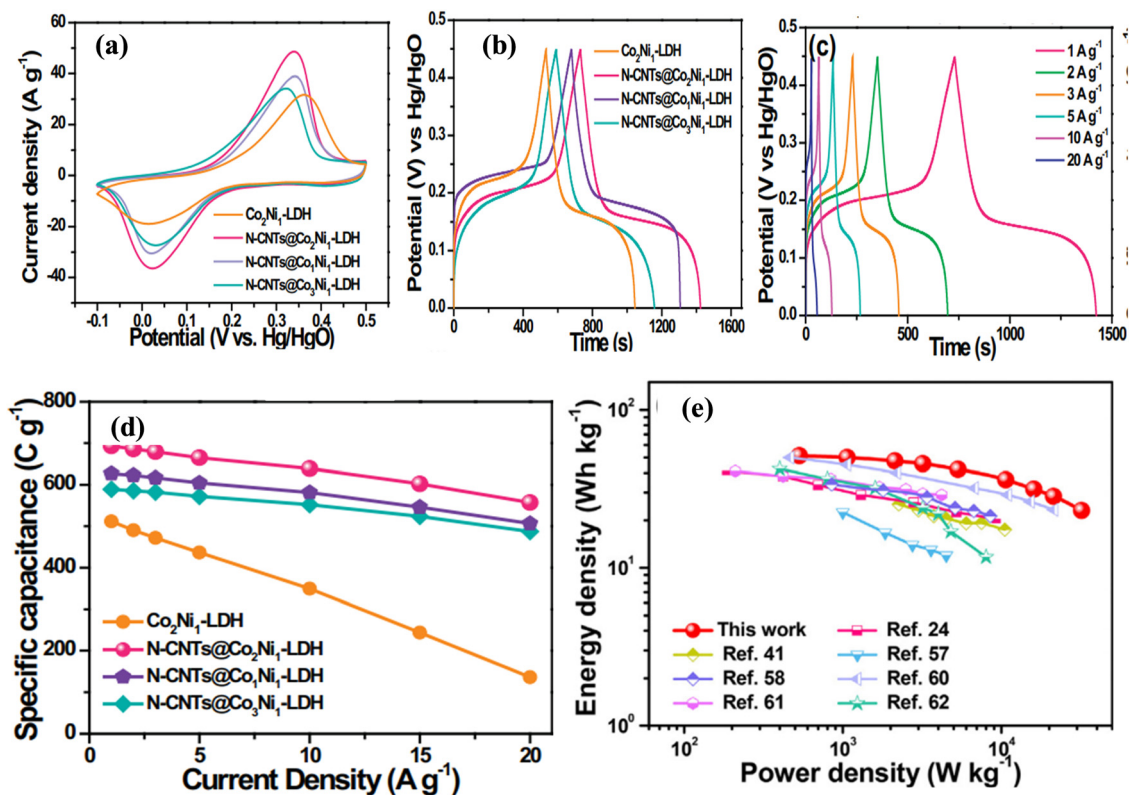 (a)
Current density (A g⁻¹)
60
40
20
0
20
40
-0.1
0.0
0.1
0.2
0.3
0.4
0.5
Potential (V vs. Hg/HgO)
Co₂Ni₁-LDH
N-CNTs@Co₂Ni₁-LDH
N-CNTs@Co₁Ni₁-LDH
N-CNTs@Co₃Ni₁-LDH
(b)
Potential (V) vs Hg/HgO
0.5
0.4
0.3
0.2
0.1
0.0
0
400
800
1200
1600
Time (s)
Co₂Ni₁-LDH
N-CNTs@Co₂Ni₁-LDH
N-CNTs@Co₁Ni₁-LDH
N-CNTs@Co₃Ni₁-LDH
(c)
Potential (V vs Hg/HgO)
0.5
0.4
0.3
0.2
0.1
0.0
0
500
1000
1500
Time (s)
1 A g⁻¹
2 A g⁻¹
3 A g⁻¹
5 A g⁻¹
10 A g⁻¹
20 A g⁻¹
(d)
Specific capacitance (C g⁻¹)
800
600
400
200
0
0
5
10
15
20
Current Density (A g⁻¹)
Co₂Ni₁-LDH
N-CNTs@Co₂Ni₁-LDH
N-CNTs@Co₁Ni₁-LDH
N-CNTs@Co₃Ni₁-LDH
(e)
Energy density (Wh kg⁻¹)
10²
10¹
10⁰
10²
10³
10⁴
Power density (W kg⁻¹)
This work
Ref. 24
Ref. 41
Ref. 57
Ref. 58
Ref. 60
Ref. 61
Ref. 62